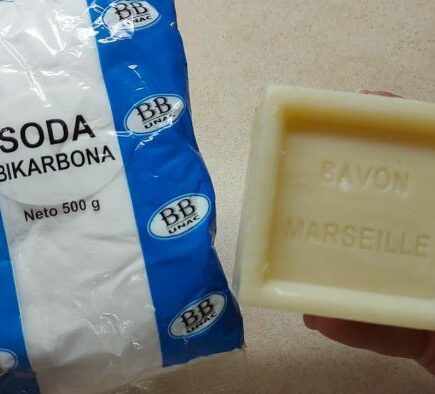 BB
UNAC
BB
UNAC
SODA
BIKARBONA
Neto 500 g
BB
UNAC
BB
UNAC
SAVON
MARSEILLE